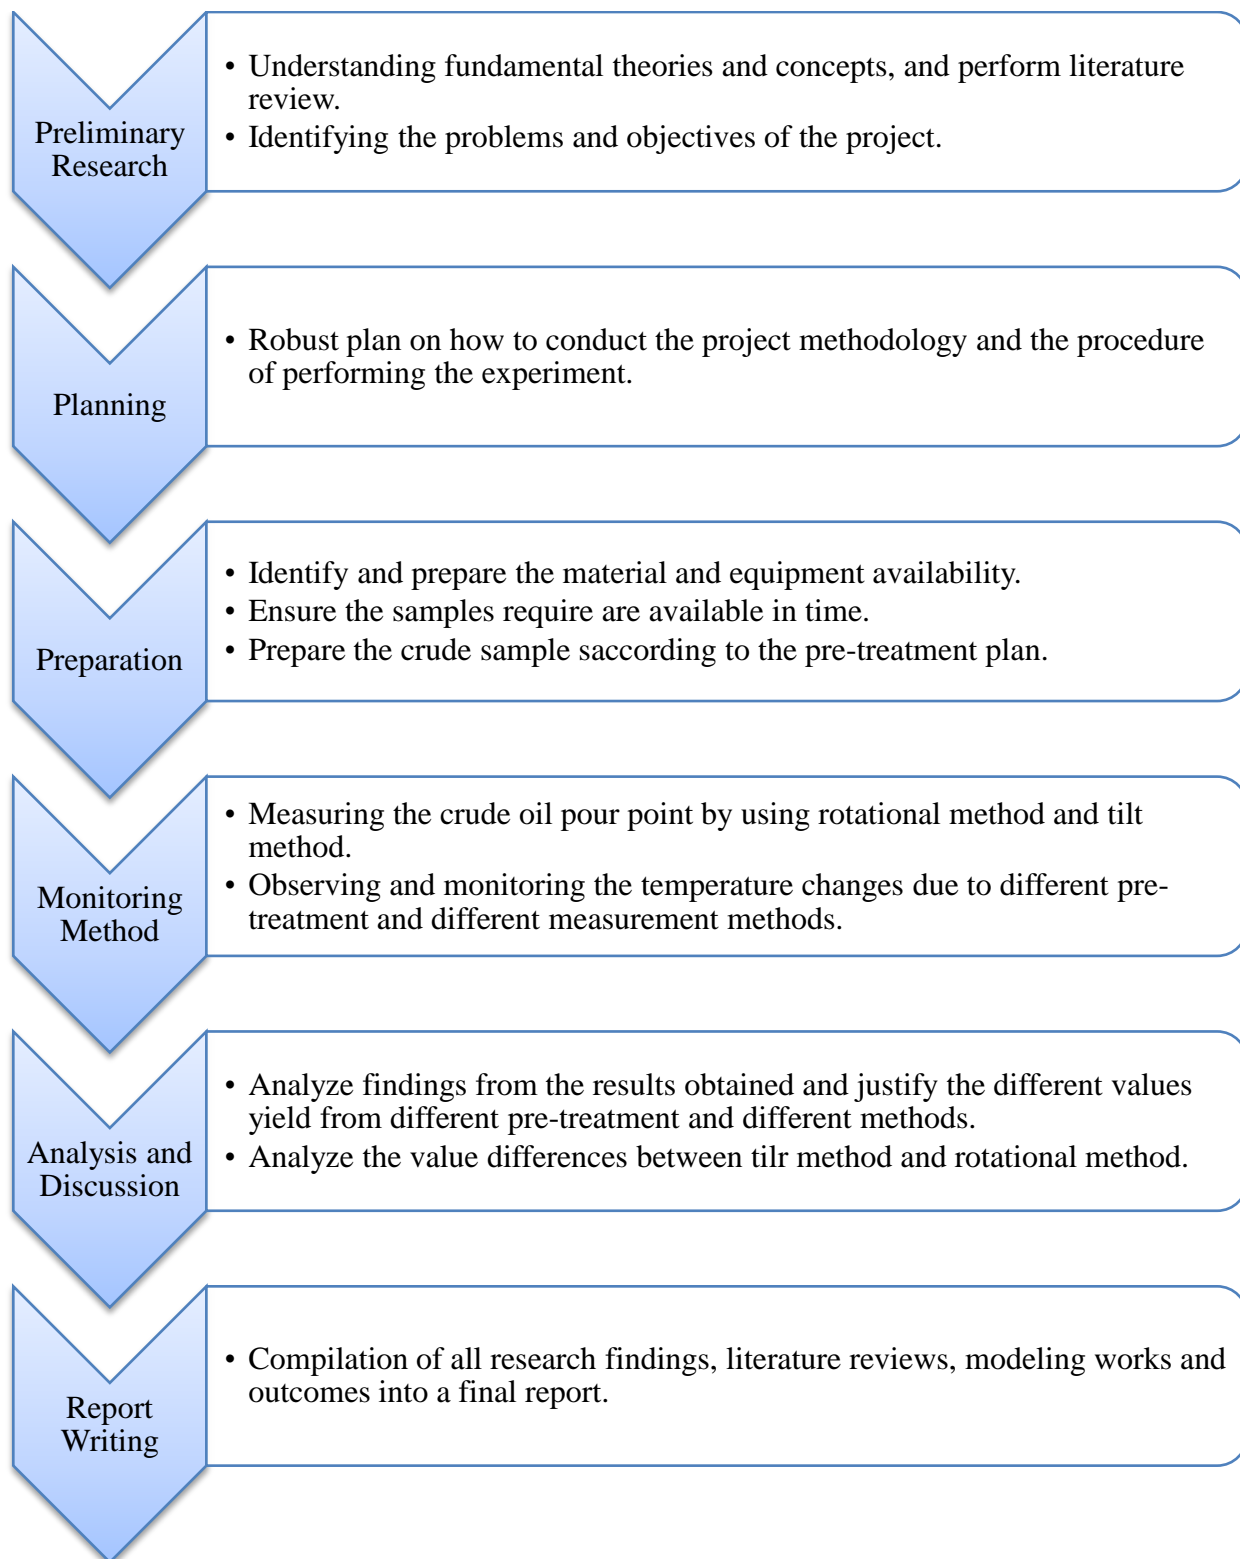 Preliminary
Research
• Understanding fundamental theories and concepts, and perform literature
review.
• Identifying the problems and objectives of the project.
Planning
• Robust plan on how to conduct the project methodology and the procedure
of performing the experiment.
Preparation
• Identify and prepare the material and equipment availability.
• Ensure the samples require are available in time.
• Prepare the crude sample saccording to the pre-treatment plan.
Monitoring
Method
• Measuring the crude oil pour point by using rotational method and tilt
method.
• Observing and monitoring the temperature changes due to different pre-
treatment and different measurement methods.
Analysis and
Discussion
• Analyze findings from the results obtained and justify the different values
yield from different pre-treatment and different methods.
• Analyze the value differences between tilr method and rotational method.
Report
Writing
• Compilation of all research findings, literature reviews, modeling works and
outcomes into a final report.